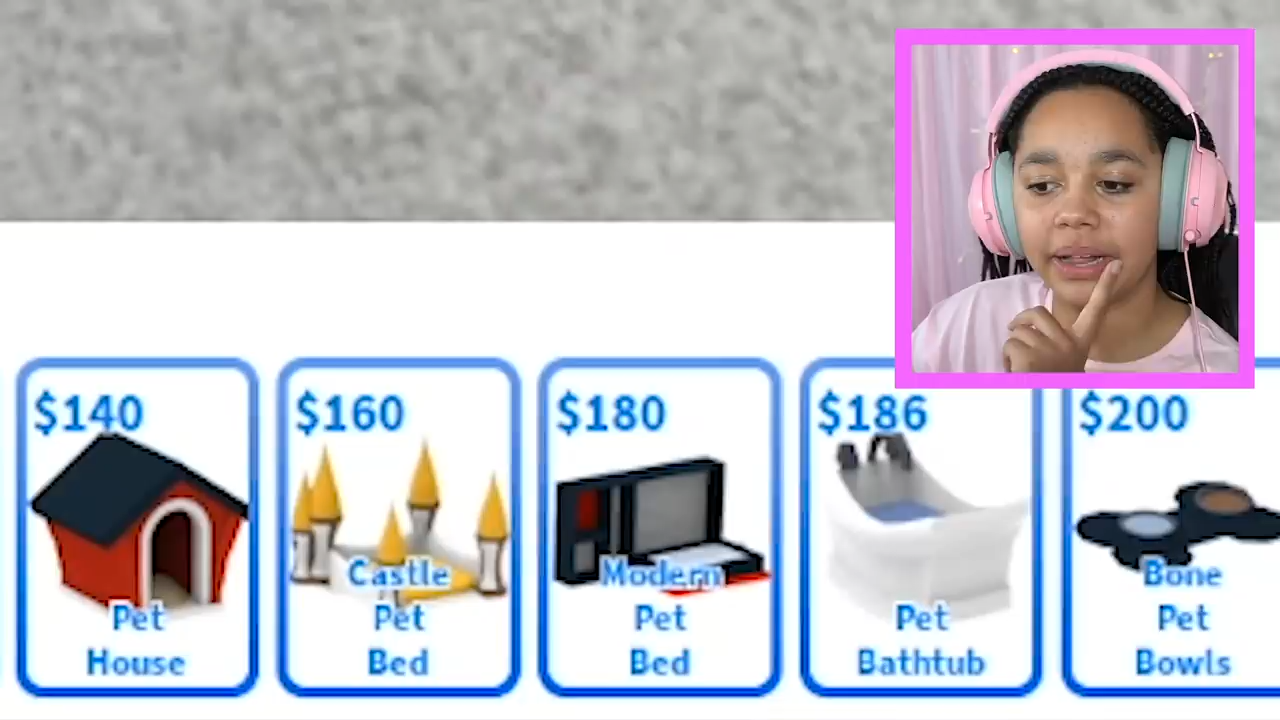 $140
Pet
House
$160
Castle
Pet
Bed
$180
Modern
Pet
Bed
$186
Pet
Bathtub
$200
Bone
Pet
Bowls